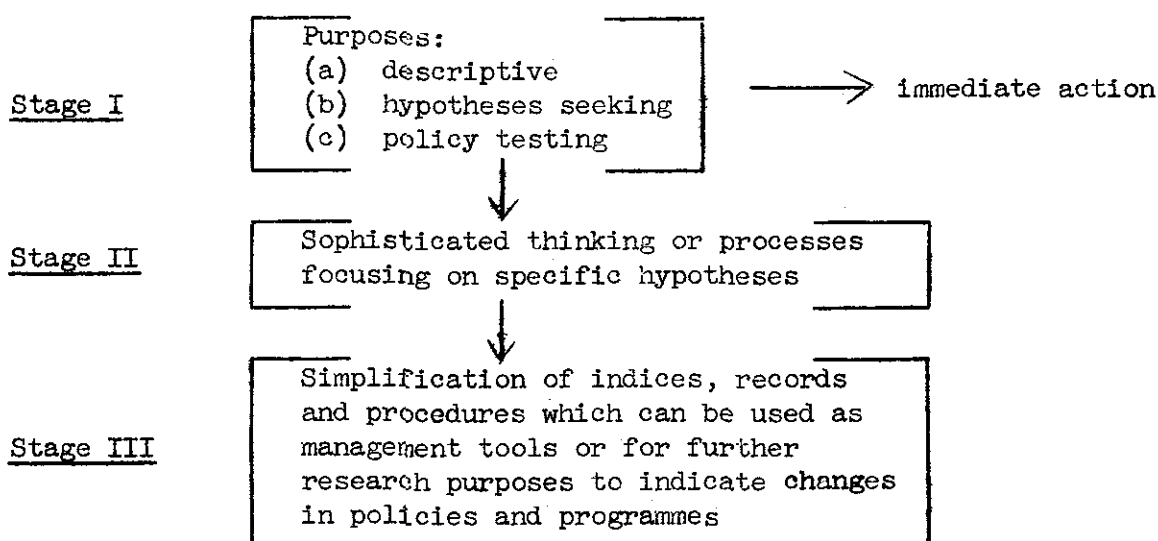 Purposes:
(a) descriptive
Stage I
(b) hypotheses seeking
(c) policy testing
immediate action
Stage II
Sophisticated thinking or processes
focusing on specific hypotheses
Stage III
Simplification of indices, records
and procedures which can be used as
management tools or for further
research purposes to indicate changes
in policies and programmes